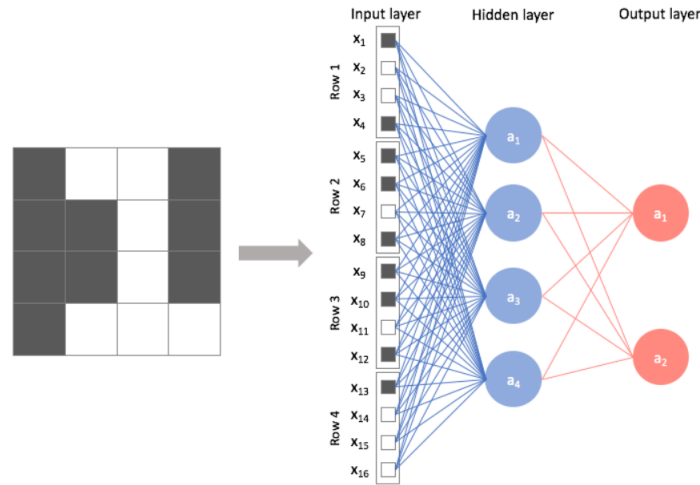 Input layer
Hidden layer
Output layer
Row 1
x1
x2
x3
x4
Row 2
x5
x6
x7
x8
Row 3
x9
x10
x11
x12
Row 4
x13
x14
x15
x16
a1
a2
a3
a4
a1
a2